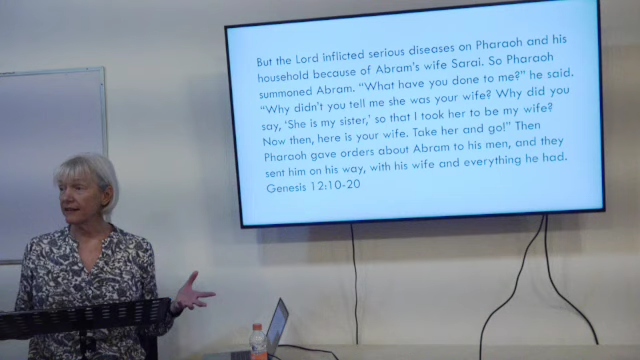 But the Lord inflicted serious diseases on Pharaoh and his
household because of Abram's wife Sarai. So Pharaoh
summoned Abram. "What have you done to me?" he said.
"Why didn't you tell me she was your wife? Why did you
say, 'She is my sister,' so that I took her to be my wife?
Now then, here is your wife. Take her and go!" Then
Pharaoh gave orders about Abram to his men, and they
sent him on his way, with his wife and everything he had.
Genesis 12:10-20